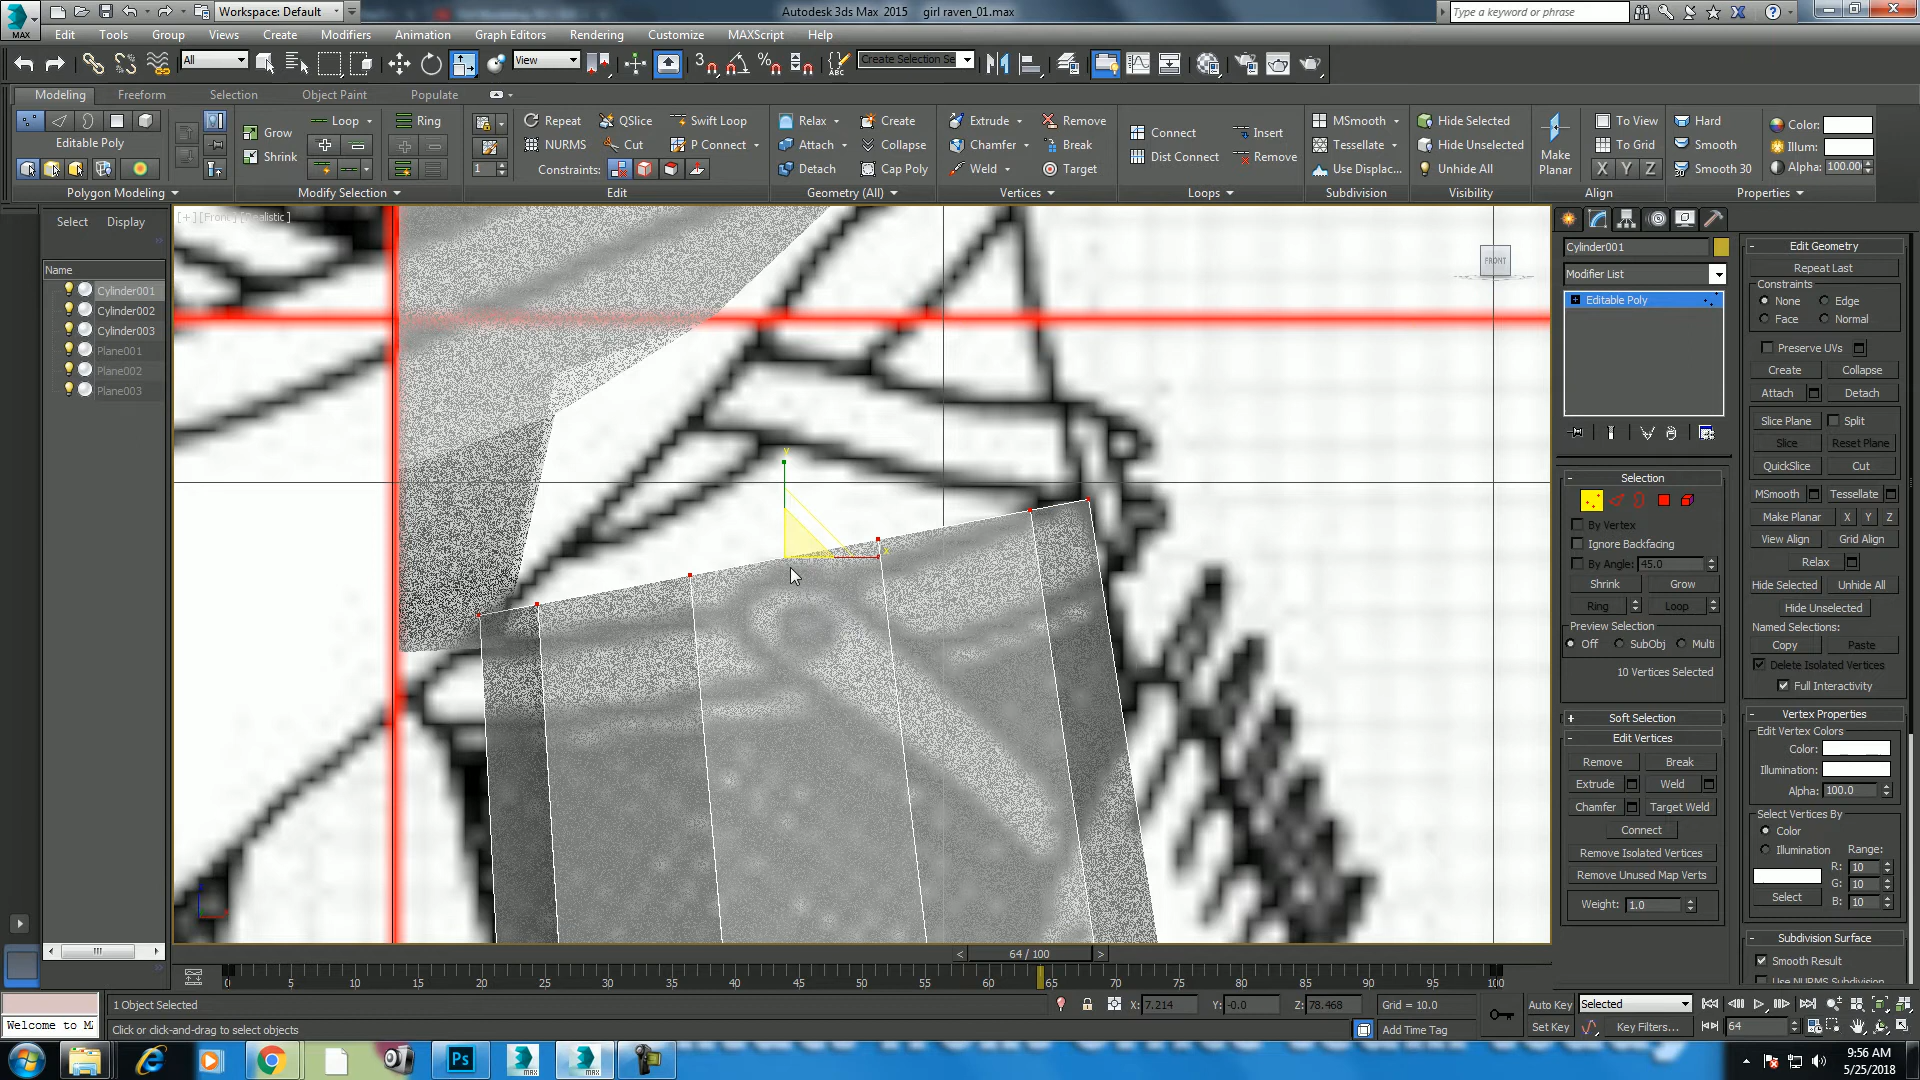 Workspace: Default
Autodesk 3ds Max 2015    girl raven_01.max
Type a keyword or phrase
MAX
Edit Tools Group Views Create Modifiers Animation Graph Editors Rendering Customize MAXScript Help
All View Create Selection Se
Modeling Freeform Selection Object Paint Populate
Loop Ring Repeat QSlice Swift Loop Relax Create Extrude Remove MSmooth Hide Selected To View Hard Color:
Editable Poly Grow NURMS Cut P Connect Attach Collapse Chamfer Break Connect Insert Tessellate Hide Unselected Make Planar To Grid Smooth Illum:
Shrink 1 Constraints: Detach Cap Poly Weld Target Dist Connect Remove Use Displac... Unhide All X Y Z Smooth 30 Alpha: 100.00
Polygon Modeling Modify Selection Edit Geometry (All) Vertices Loops Subdivision Visibility Align Properties
Select Display
Name
Cylinder001
Cylinder002
Cylinder003
Plane001
Plane002
Plane003
[+][Front][Realistic]
FRONT
y
x
Cylinder001
Modifier List
Editable Poly
Selection
By Vertex
Ignore Backfacing
By Angle: 45.0
Shrink Grow
Ring Loop
Preview Selection
Off SubObj Multi
10 Vertices Selected
Soft Selection
Edit Vertices
Remove Break
Extrude Weld
Chamfer Target Weld
Connect
Remove Isolated Vertices
Remove Unused Map Verts
Weight: 1.0
Edit Geometry
Repeat Last
Constraints
None Edge
Face Normal
Preserve UVs
Create Collapse
Attach Detach
Slice Plane Split
Slice Reset Plane
QuickSlice Cut
MSmooth Tessellate
Make Planar X Y Z
View Align Grid Align
Relax
Hide Selected Unhide All
Hide Unselected
Named Selections:
Copy Paste
Delete Isolated Vertices
Full Interactivity
Vertex Properties
Edit Vertex Colors
Color:
Illumination:
Alpha: 100.0
Select Vertices By
Color
Illumination Range:
R: 10
G: 10
Select B: 10
Subdivision Surface
Smooth Result
Use NURMS Subdivision
< 64 / 100 >
0 5 10 15 20 25 30 35 40 45 50 55 60 65 70 75 80 85 90 95 100
1 Object Selected X: 7.214 Y: -0.0 Z: 78.468 Grid = 10.0 Auto Key Selected
Welcome to M Click or click-and-drag to select objects Add Time Tag Set Key Key Filters... 64
Ps MAX MAX
9:56 AM
5/25/2018